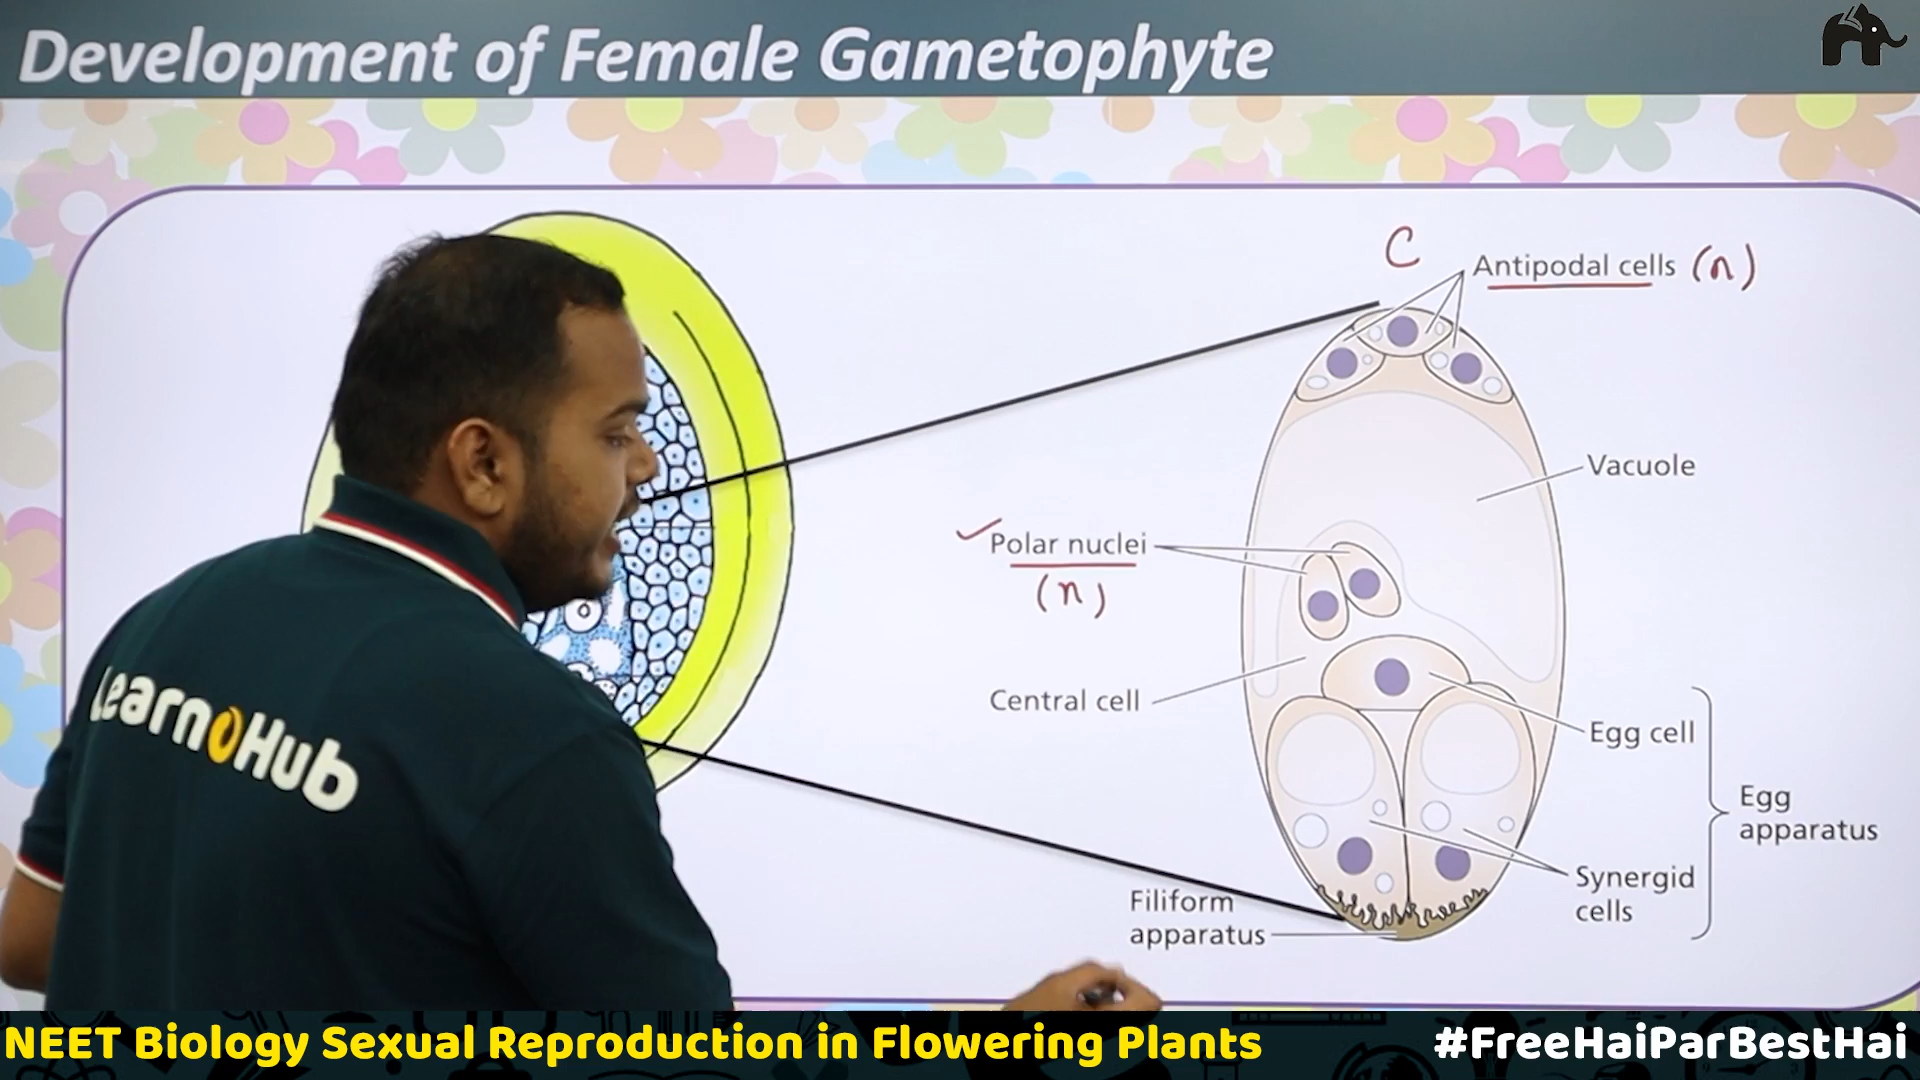 Development of Female Gametophyte
C
Antipodal cells (n)
Vacuole
Polar nuclei
(n)
Central cell
Egg cell
Egg
apparatus
Synergid
cells
Filiform
apparatus
LearnoHub
NEET Biology Sexual Reproduction in Flowering Plants
#FreeHaiParBestHai